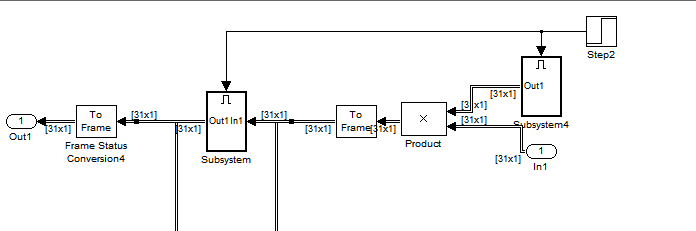 Step2
Out1
[31x1]
[31x1]
[31x1]
Subsystem4
1
In1
[31x1]
×
Product
[31x1]
To
Frame
[31x1]
[31x1]
Out1 In1
Subsystem
[31x1]
[31x1]
To
Frame
Frame Status
Conversion4
[31x1]
1
Out1